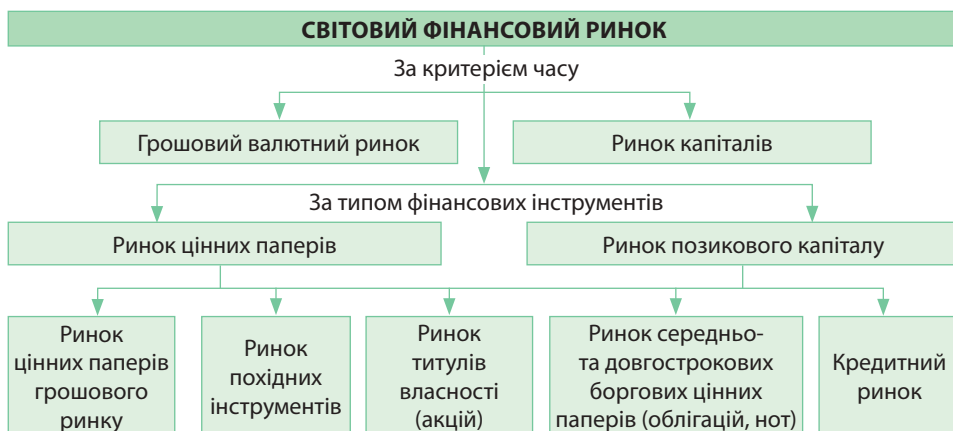 СВІТОВИЙ ФІНАНСОВИЙ РИНОК
За критерієм часу
Грошовий валютний ринок
Ринок капіталів
За типом фінансових інструментів
Ринок цінних паперів
Ринок позикового капіталу
Ринок
цінних паперів
грошового
ринку
Ринок
похідних
інструментів
Ринок
титулів
власності
(акцій)
Ринок середньо-
та довгострокових
боргових цінних
паперів (облігацій, нот)
Кредитний
ринок